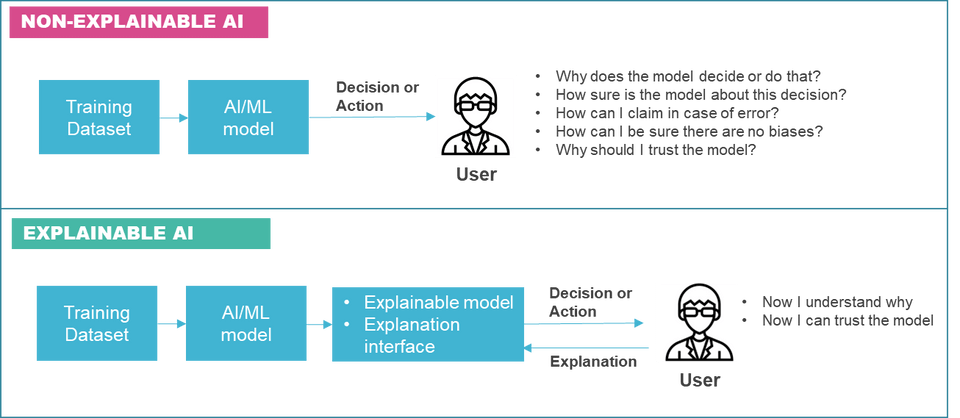 NON-EXPLAINABLE AI
Training
Dataset
AI/ML
model
Decision or
Action
User
• Why does the model decide or do that?
• How sure is the model about this decision?
• How can I claim in case of error?
• How can I be sure there are no biases?
• Why should I trust the model?
EXPLAINABLE AI
Training
Dataset
AI/ML
model
• Explainable model
• Explanation
interface
Decision or
Action
Explanation
User
• Now I understand why
• Now I can trust the model